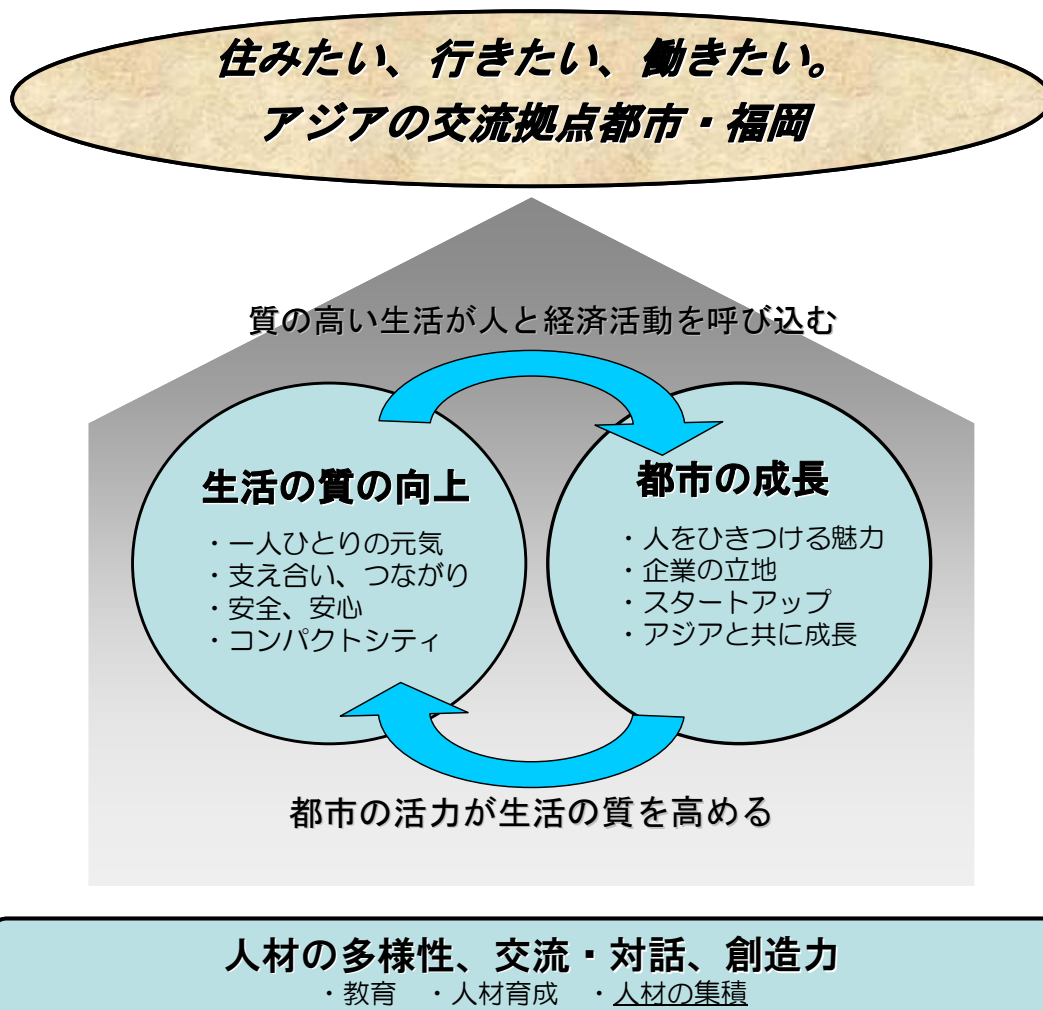 住みたい、行きたい、働きたい。
アジアの交流拠点都市・福岡
質の高い生活が人と経済活動を呼び込む
生活の質の向上
・一人ひとりの元気
・支え合い、つながり
・安全、安心
・コンパクトシティ
都市の成長
・人をひきつける魅力
・企業の立地
・スタートアップ
・アジアと共に成長
都市の活力が生活の質を高める
人材の多様性、交流・対話、創造力
・教育　・人材育成　・人材の集積